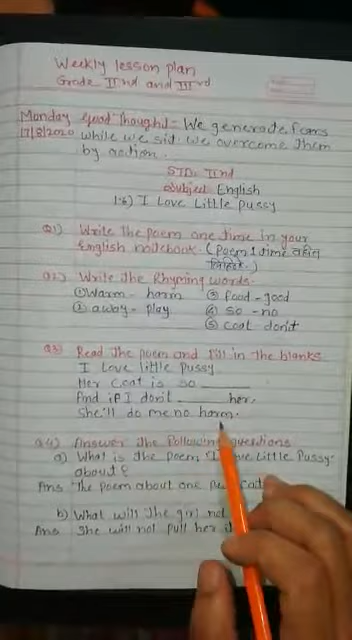 Weekly lesson plan
Grade IInd and IIIrd
Monday Good Thought:- We generate fears
17/8/2020 while we sit. We overcome them
by action.
STD: IInd
Subject: English
1.6) I Love Little Pussy
Q1) Write the poem one time in your
English notebook. (Poem 1 time वहीत
लिहिणे.)
Q2) Write the Rhyming words.
① Warm - harm ③ food - good
② away - play ④ so - no
⑤ coat don't
Q3) Read the poem and fill in the blanks
I love little pussy
Her Coat is so ______
And if I don't ______ her,
She'll do me no harm.
Q.4) Answer the following questions
a) What is the poem 'I Love Little Pussy'
about?
Ans The poem about one
b) What will the girl not
Ans She will not pull her